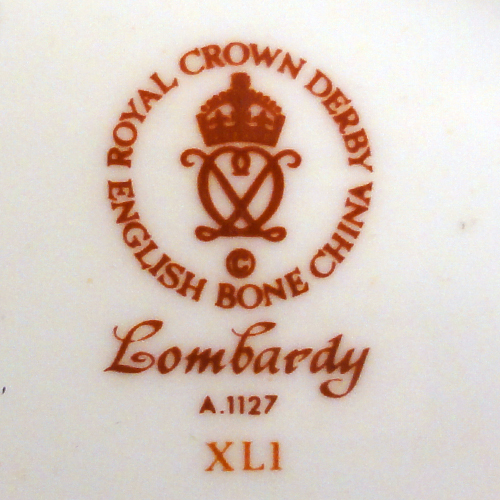 ROYAL CROWN DERBY
ENGLISH BONE CHINA
©
Lombardy
A.1127
XLI